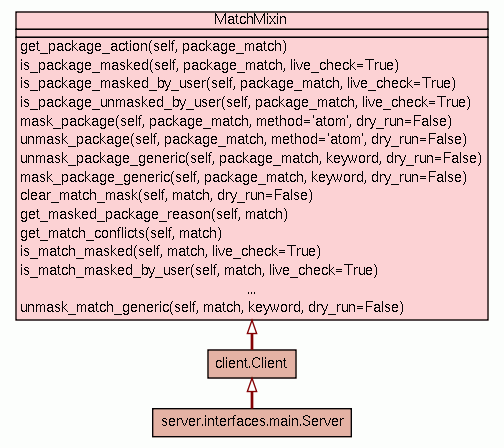 MatchMixin
get_package_action(self, package_match)
is_package_masked(self, package_match, live_check=True)
is_package_masked_by_user(self, package_match, live_check=True)
is_package_unmasked_by_user(self, package_match, live_check=True)
mask_package(self, package_match, method='atom', dry_run=False)
unmask_package(self, package_match, method='atom', dry_run=False)
unmask_package_generic(self, package_match, keyword, dry_run=False)
mask_package_generic(self, package_match, keyword, dry_run=False)
clear_match_mask(self, match, dry_run=False)
get_masked_package_reason(self, match)
get_match_conflicts(self, match)
is_match_masked(self, match, live_check=True)
is_match_masked_by_user(self, match, live_check=True)
...
unmask_match_generic(self, match, keyword, dry_run=False)
client.Client
server.interfaces.main.Server